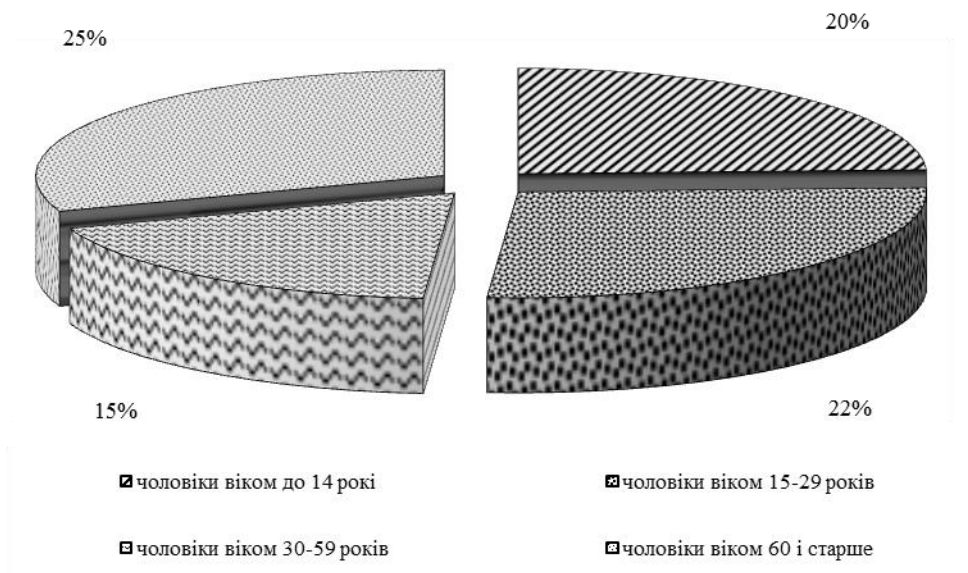 25%
20%
15%
22%
чоловіки віком до 14 рокі
чоловіки віком 15-29 років
чоловіки віком 30-59 років
чоловіки віком 60 і старше